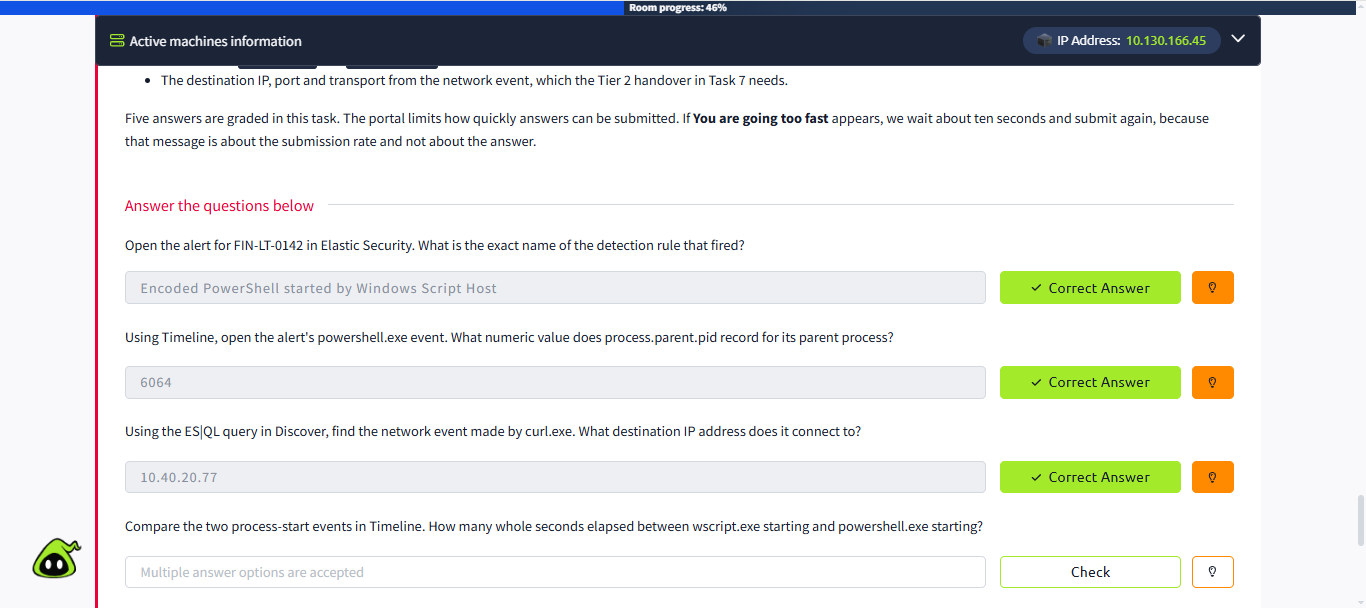 Room progress: 46%
Active machines information
IP Address: 10.130.166.45
• The destination IP, port and transport from the network event, which the Tier 2 handover in Task 7 needs.
Five answers are graded in this task. The portal limits how quickly answers can be submitted. If You are going too fast appears, we wait about ten seconds and submit again, because
that message is about the submission rate and not about the answer.
Answer the questions below
Open the alert for FIN-LT-0142 in Elastic Security. What is the exact name of the detection rule that fired?
Encoded PowerShell started by Windows Script Host
Correct Answer
Using Timeline, open the alert's powershell.exe event. What numeric value does process.parent.pid record for its parent process?
6064
Correct Answer
Using the ES|QL query in Discover, find the network event made by curl.exe. What destination IP address does it connect to?
10.40.20.77
Correct Answer
Compare the two process-start events in Timeline. How many whole seconds elapsed between wscript.exe starting and powershell.exe starting?
Multiple answer options are accepted
Check